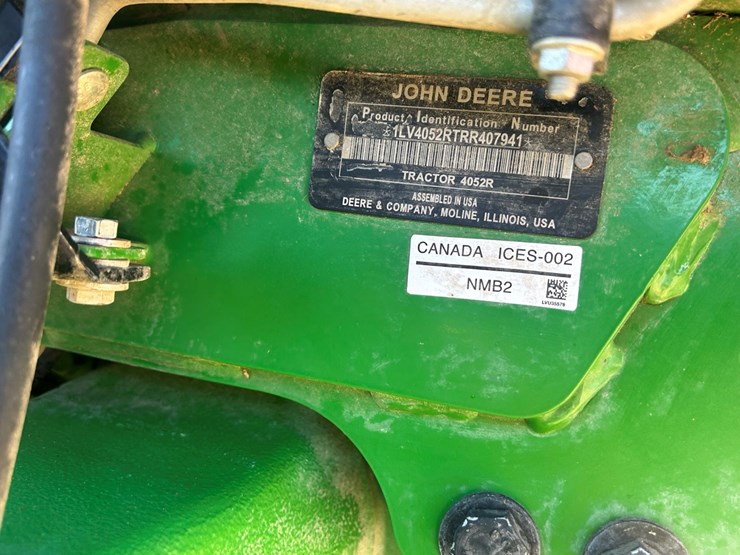 JOHN DEERE
Product Identification Number
*1LV4052RTRR407941*
TRACTOR 4052R
ASSEMBLED IN USA
DEERE & COMPANY, MOLINE, ILLINOIS, USA
CANADA ICES-002
NMB2